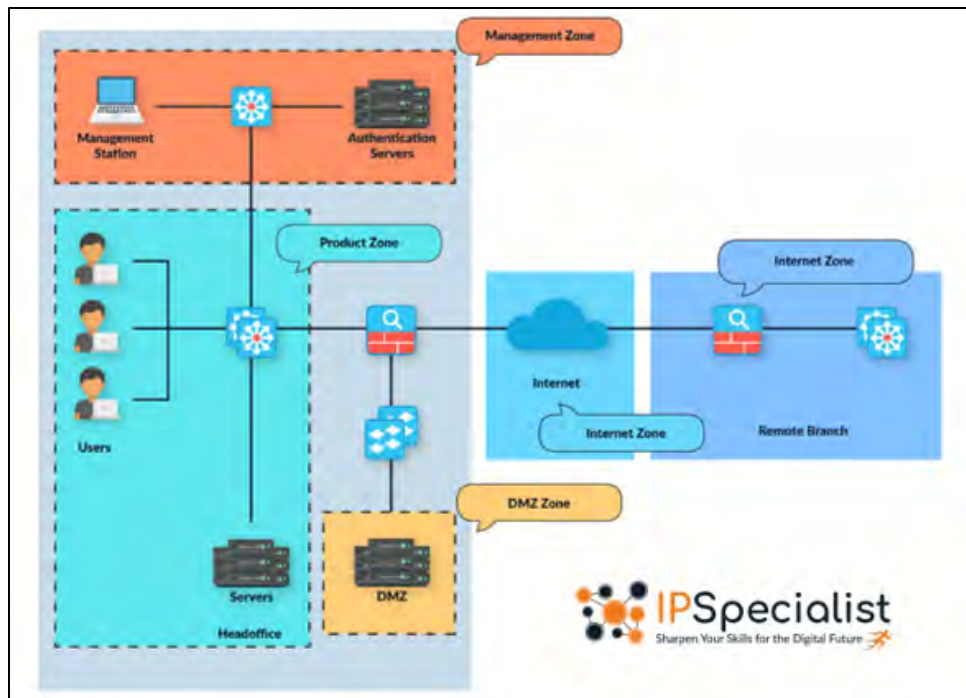 Management Zone
Management
Station
Authentication
Servers
Product Zone
Internet Zone
Users
Internet
Internet Zone
Remote Branch
DMZ Zone
Servers
DMZ
Headoffice
IPSpecialist
Sharpen Your Skills for the Digital Future